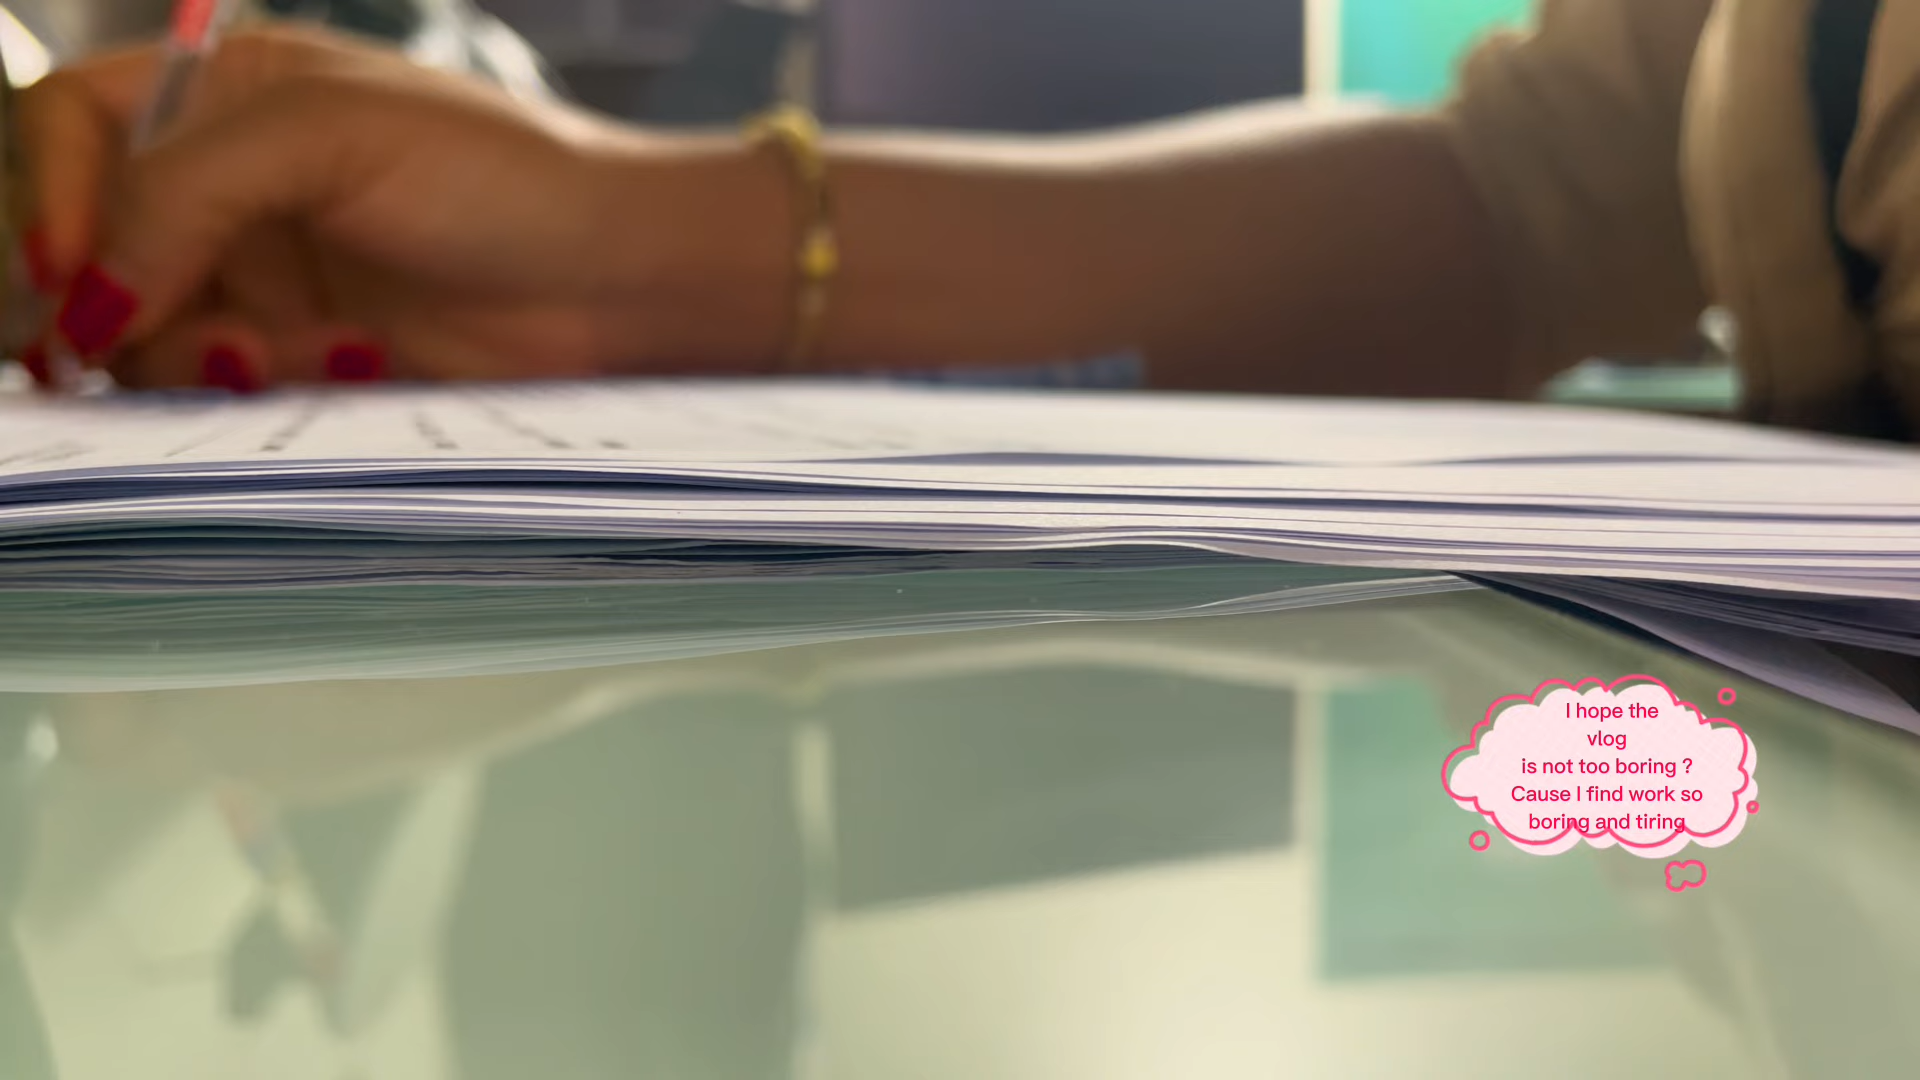 I hope the
vlog
is not too boring ?
Cause I find work so
boring and tiring